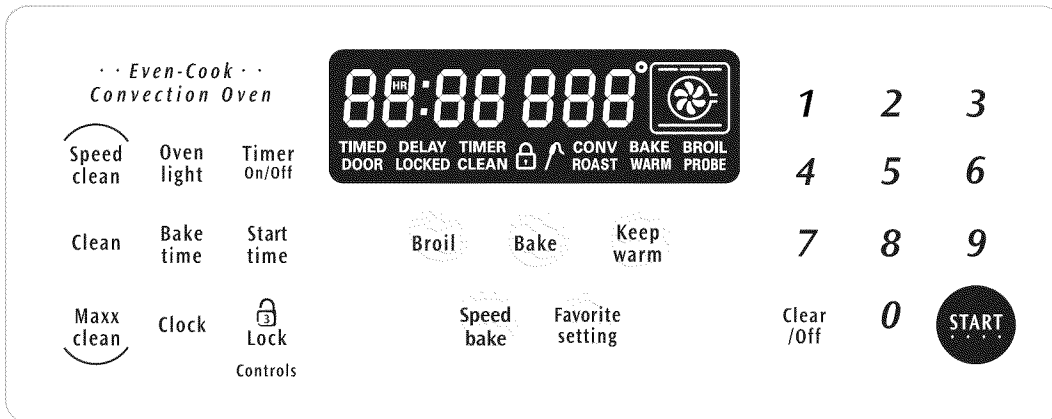 · · Even-Cook · ·
Convection Oven
Speed
clean
Oven
light
Timer
On/Off
Clean
Bake
time
Start
time
Maxx
clean
Clock
3
Lock
Controls
88:88 888°
HR
TIMED DELAY TIMER CONV BAKE BROIL
DOOR LOCKED CLEAN ROAST WARM PROBE
Broil
Bake
Keep
warm
Speed
bake
Favorite
setting
1 2 3
4 5 6
7 8 9
Clear
/Off
0
START